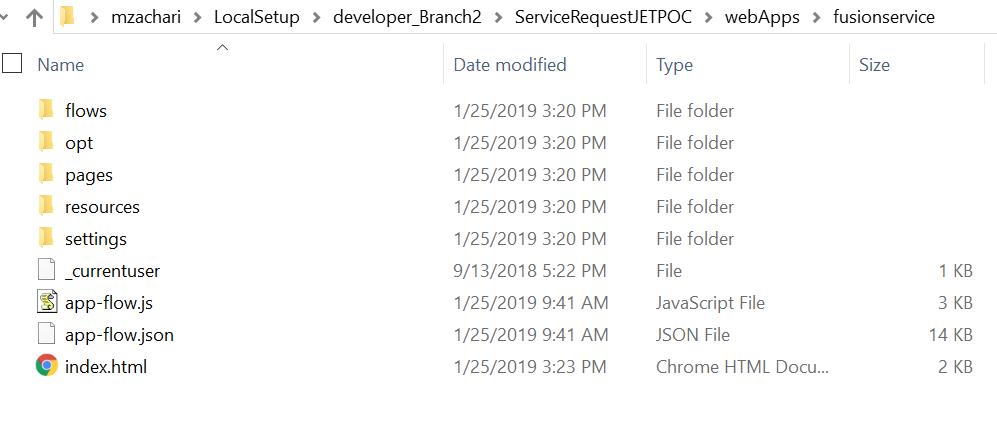 mzachari > LocalSetup > developer_Branch2 > ServiceRequestJETPOC > webApps > fusionservice
Name Date modified Type Size
flows 1/25/2019 3:20 PM File folder
opt 1/25/2019 3:20 PM File folder
pages 1/25/2019 3:20 PM File folder
resources 1/25/2019 3:20 PM File folder
settings 1/25/2019 3:20 PM File folder
_currentuser 9/13/2018 5:22 PM File 1 KB
app-flow.js 1/25/2019 9:41 AM JavaScript File 3 KB
app-flow.json 1/25/2019 9:41 AM JSON File 14 KB
index.html 1/25/2019 3:23 PM Chrome HTML Docu... 2 KB